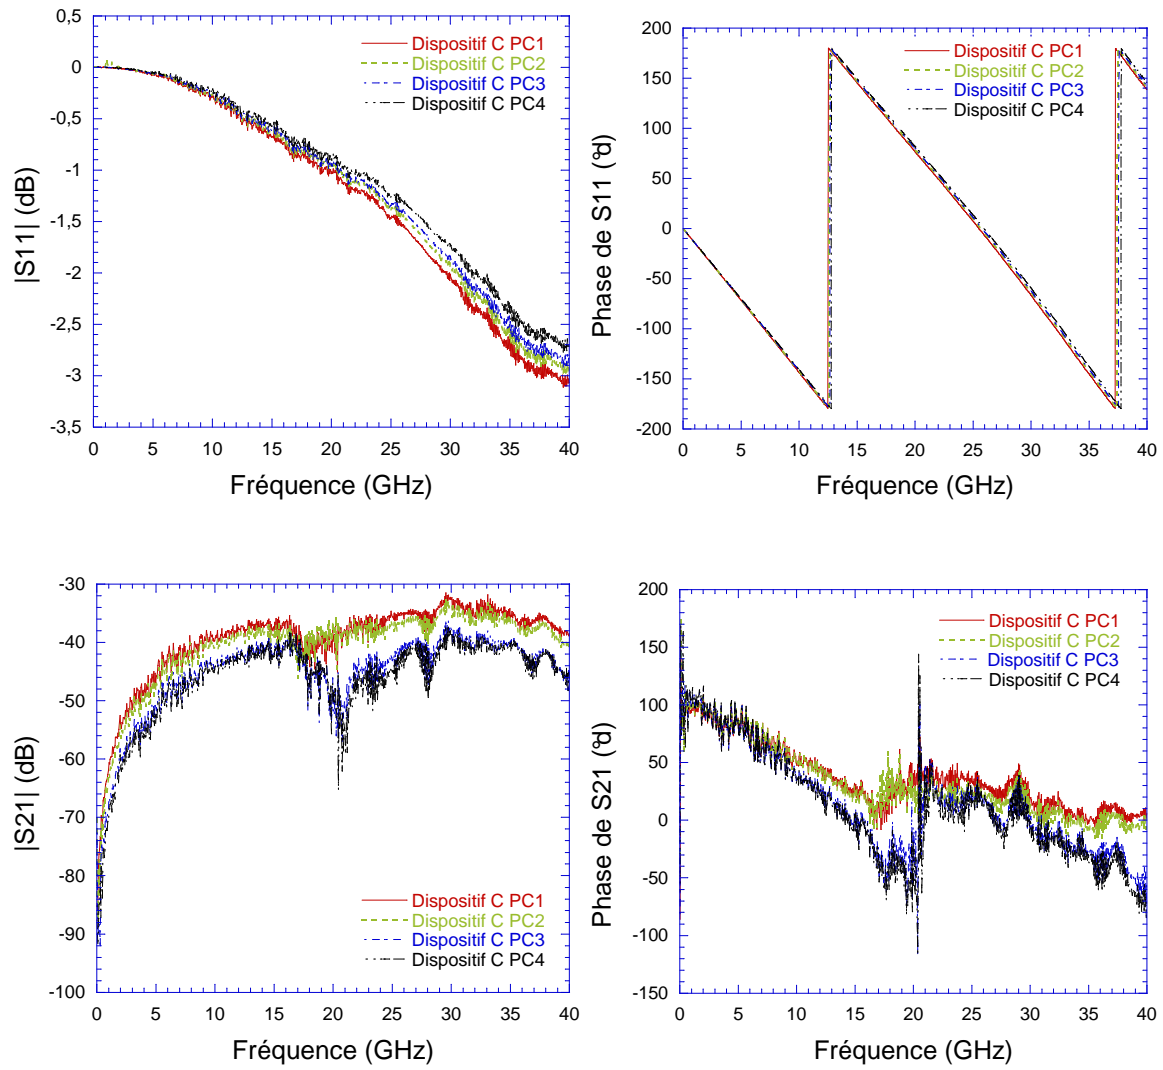 0,5
0
-0,5
-1
-1,5
-2
-2,5
-3
-3,5
|S11| (dB)
Dispositif C PC1
Dispositif C PC2
Dispositif C PC3
Dispositif C PC4
0 5 10 15 20 25 30 35 40
Fréquence (GHz)
200
150
100
50
0
-50
-100
-150
-200
Phase de S11 (°d)
Dispositif C PC1
Dispositif C PC2
Dispositif C PC3
Dispositif C PC4
0 5 10 15 20 25 30 35 40
Fréquence (GHz)
-30
-40
-50
-60
-70
-80
-90
-100
|S21| (dB)
Dispositif C PC1
Dispositif C PC2
Dispositif C PC3
Dispositif C PC4
0 5 10 15 20 25 30 35 40
Fréquence (GHz)
200
150
100
50
0
-50
-100
-150
Phase de S21 (°d)
Dispositif C PC1
Dispositif C PC2
Dispositif C PC3
Dispositif C PC4
0 5 10 15 20 25 30 35 40
Fréquence (GHz)